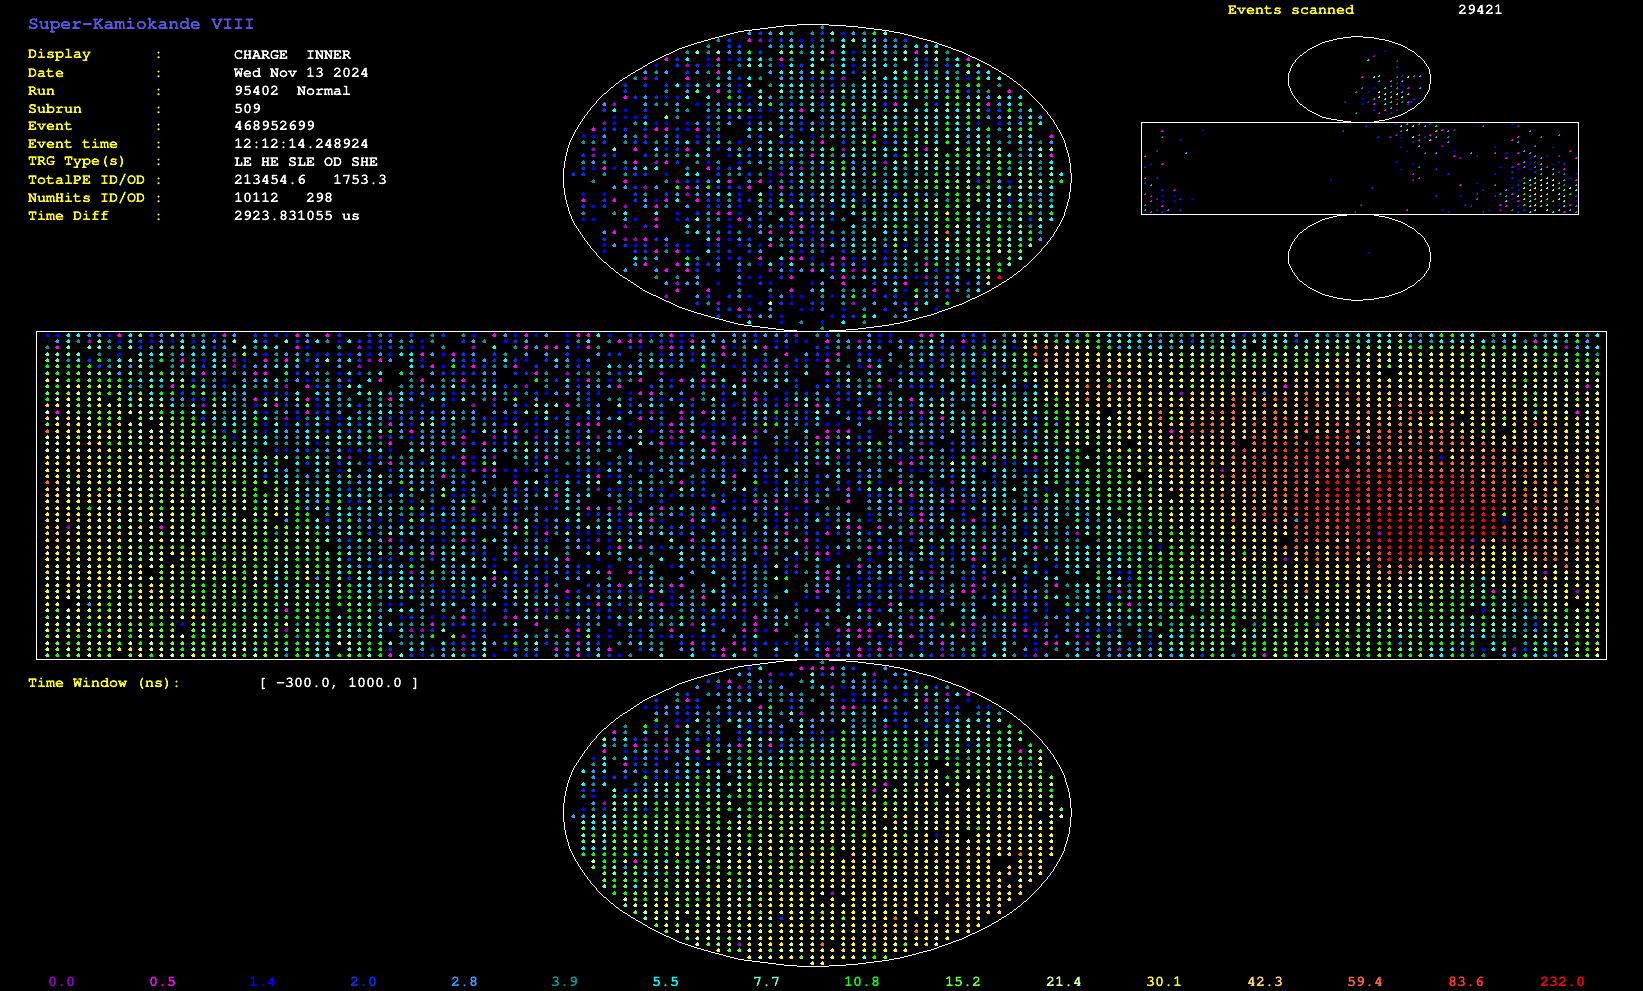 Super-Kamiokande VIII
Events scanned 29421
Display : CHARGE INNER
Date : Wed Nov 13 2024
Run : 95402 Normal
Subrun : 509
Event : 468952699
Event time : 12:12:14.248924
TRG Type(s) : LE HE SLE OD SHE
TotalPE ID/OD : 213454.6 1753.3
NumHits ID/OD : 10112 298
Time Diff : 2923.831055 us
Time Window (ns): [ -300.0, 1000.0 ]
0.0 0.5 1.4 2.0 2.8 3.9 5.5 7.7 10.8 15.2 21.4 30.1 42.3 59.4 83.6 232.0